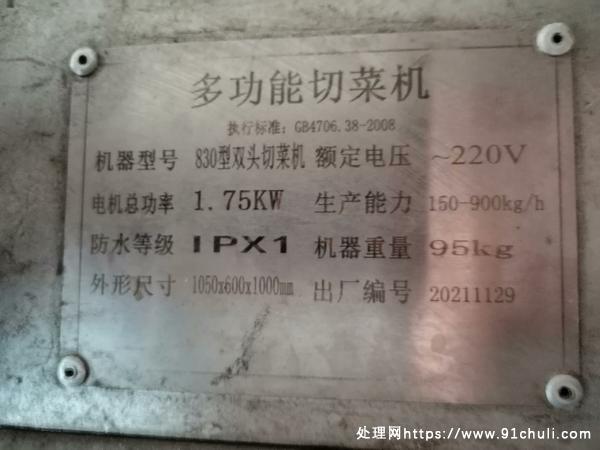 多功能切菜机
执行标准：GB4706.38-2008
机器型号 830型双头切菜机 额定电压 ~220V
电机总功率 1.75KW 生产能力 150-900kg/h
防水等级 IPX1 机器重量 95kg
外形尺寸 1050x600x1000mm 出厂编号 20211129
处理网https://www.91chuli.com/